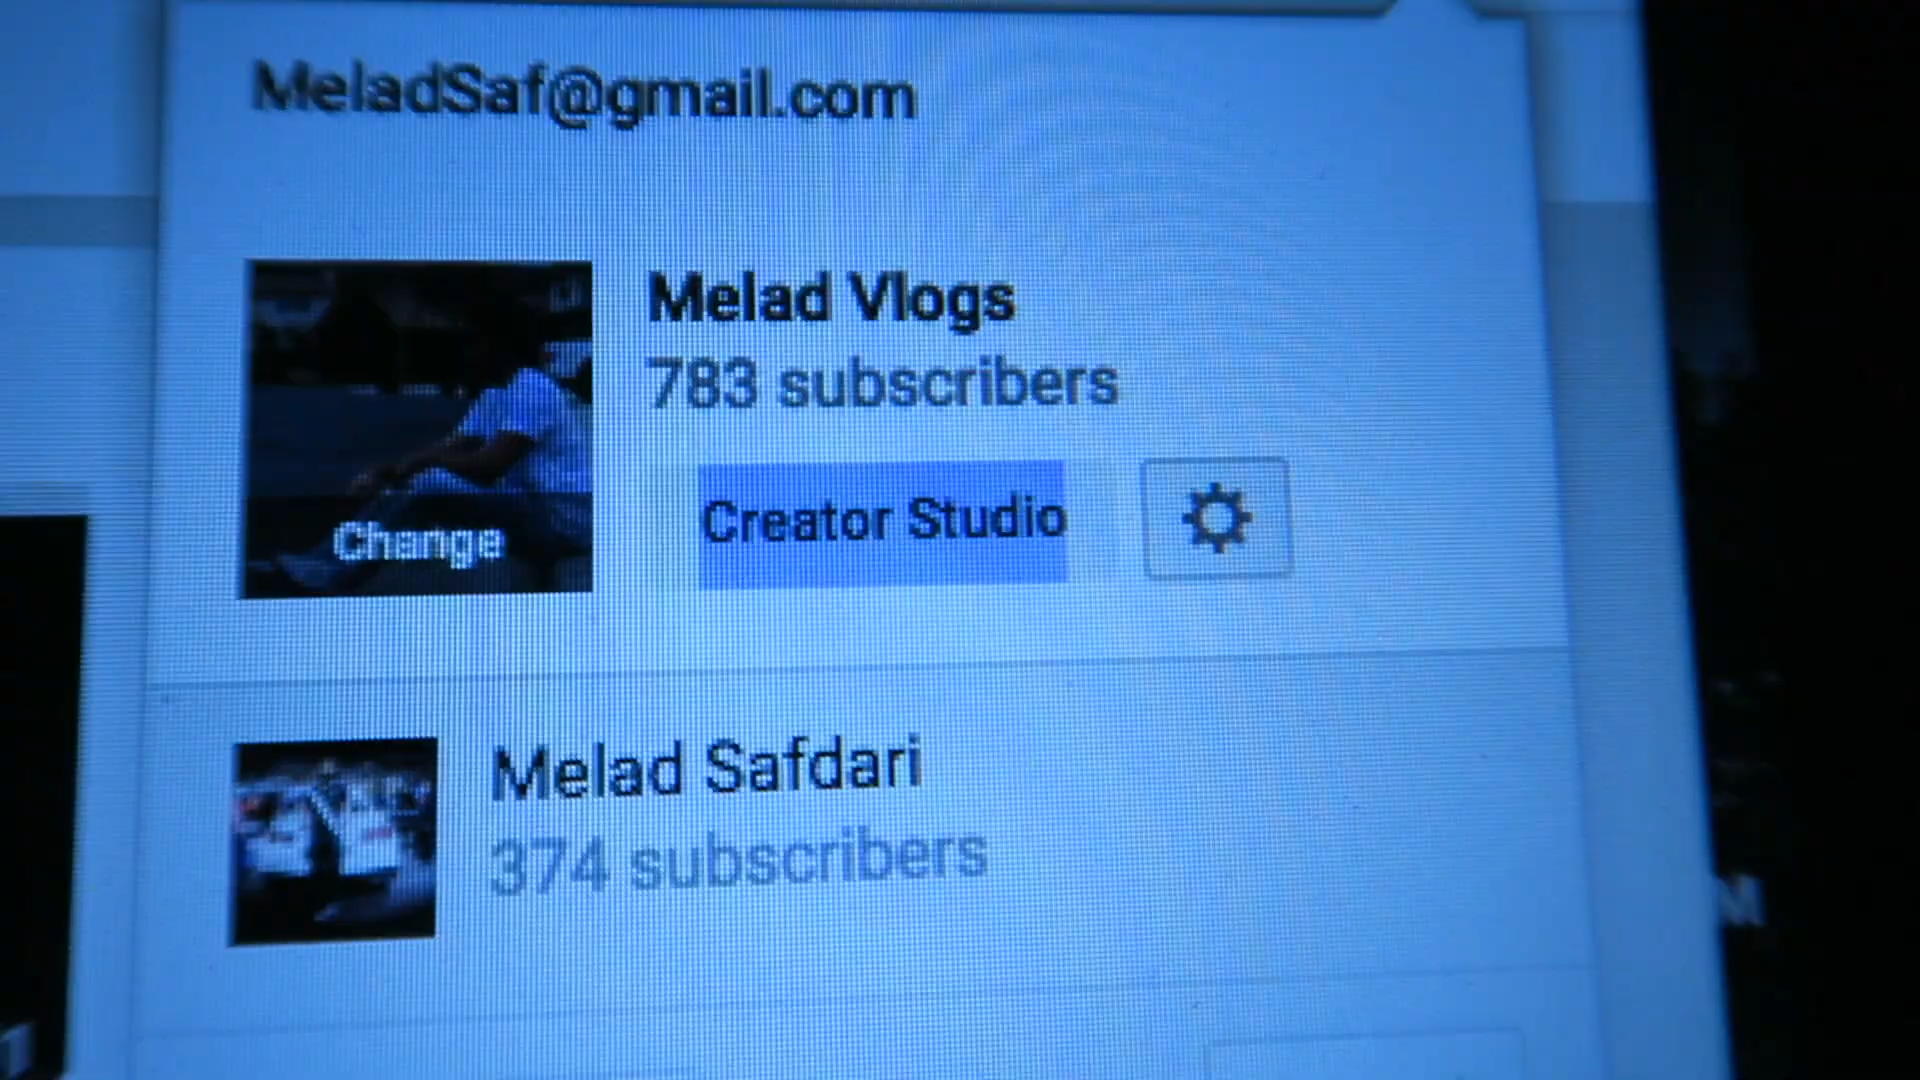 MeladSaf@gmail.com
Melad Vlogs
783 subscribers
Change
Creator Studio
Melad Safdari
374 subscribers
M